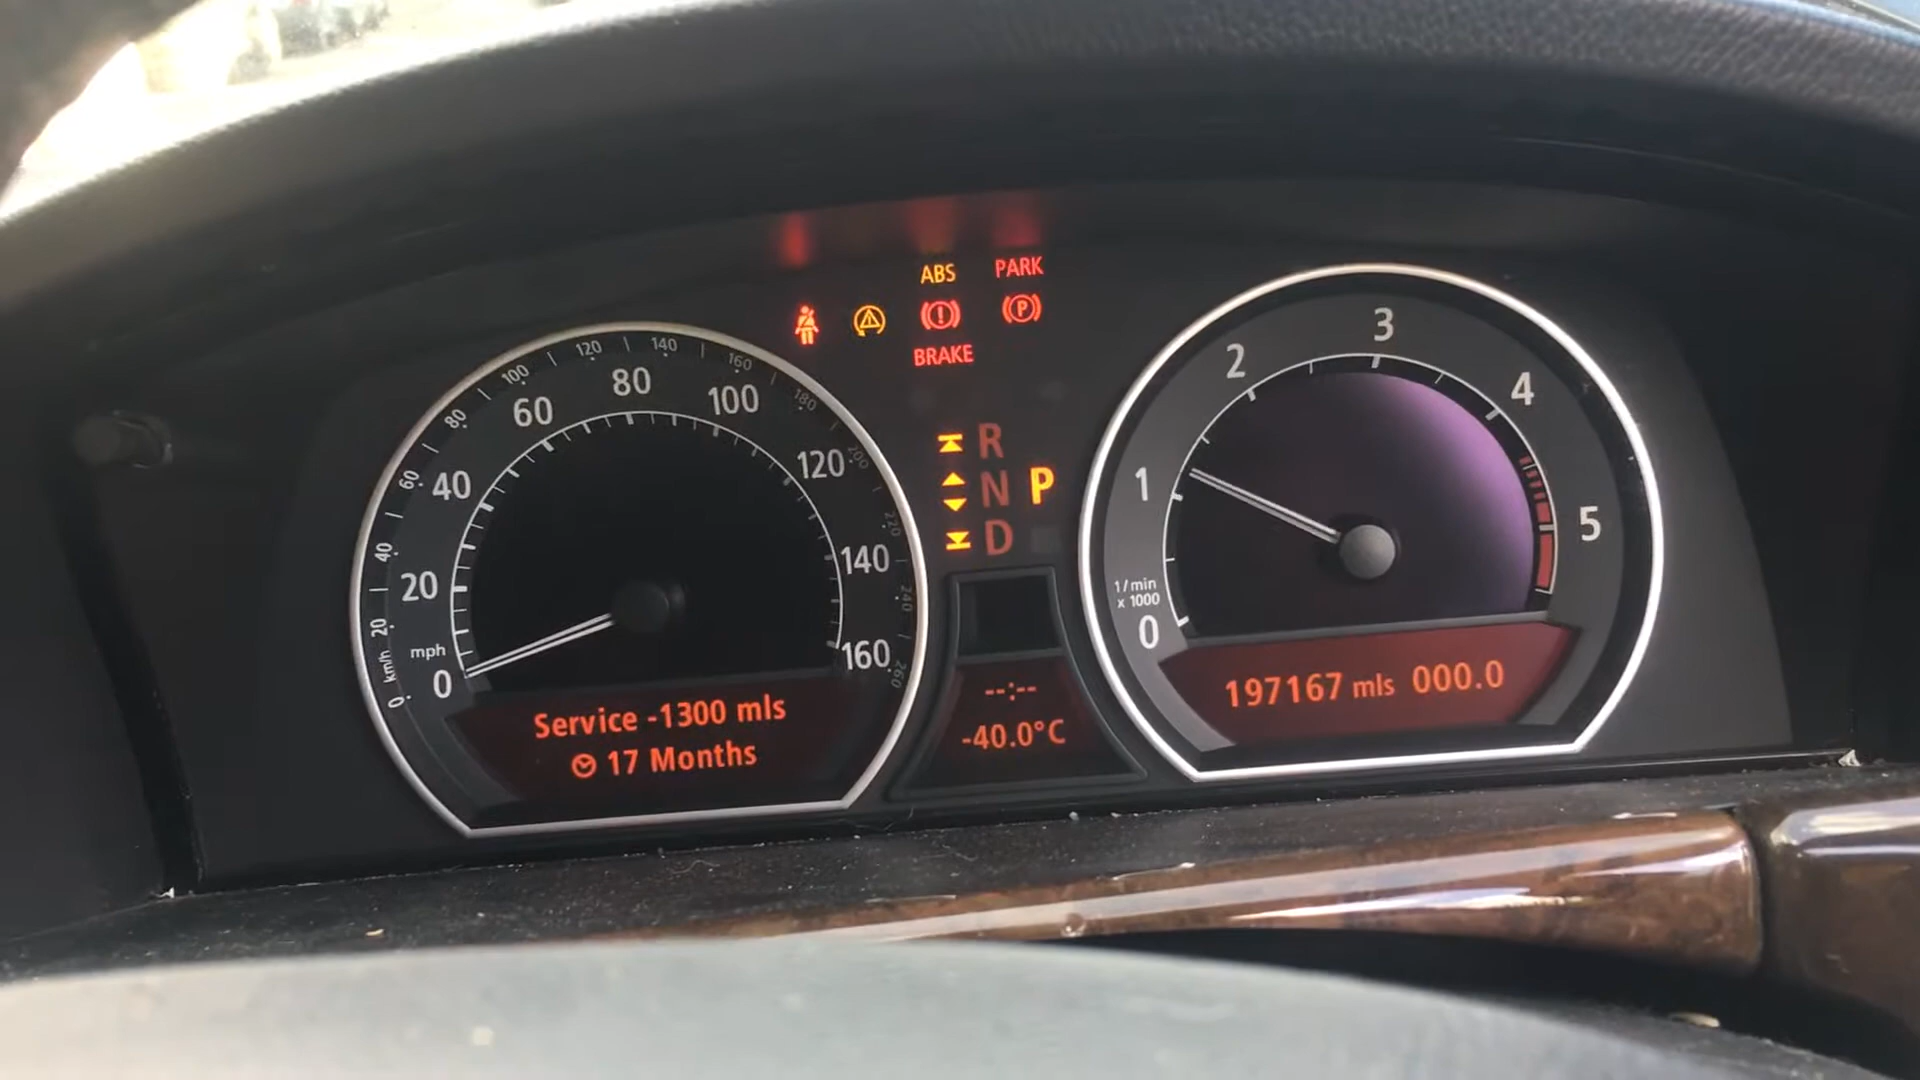 ABS
PARK
P
BRAKE
R
N P
D
0
20
40
60
80
100
120
140
160
mph
km/h
0
20
40
60
80
100
120
140
160
180
200
220
240
260
Service -1300 mls
17 Months
--:--
-40.0°C
0
1
2
3
4
5
1/min
x 1000
197167 mls 000.0